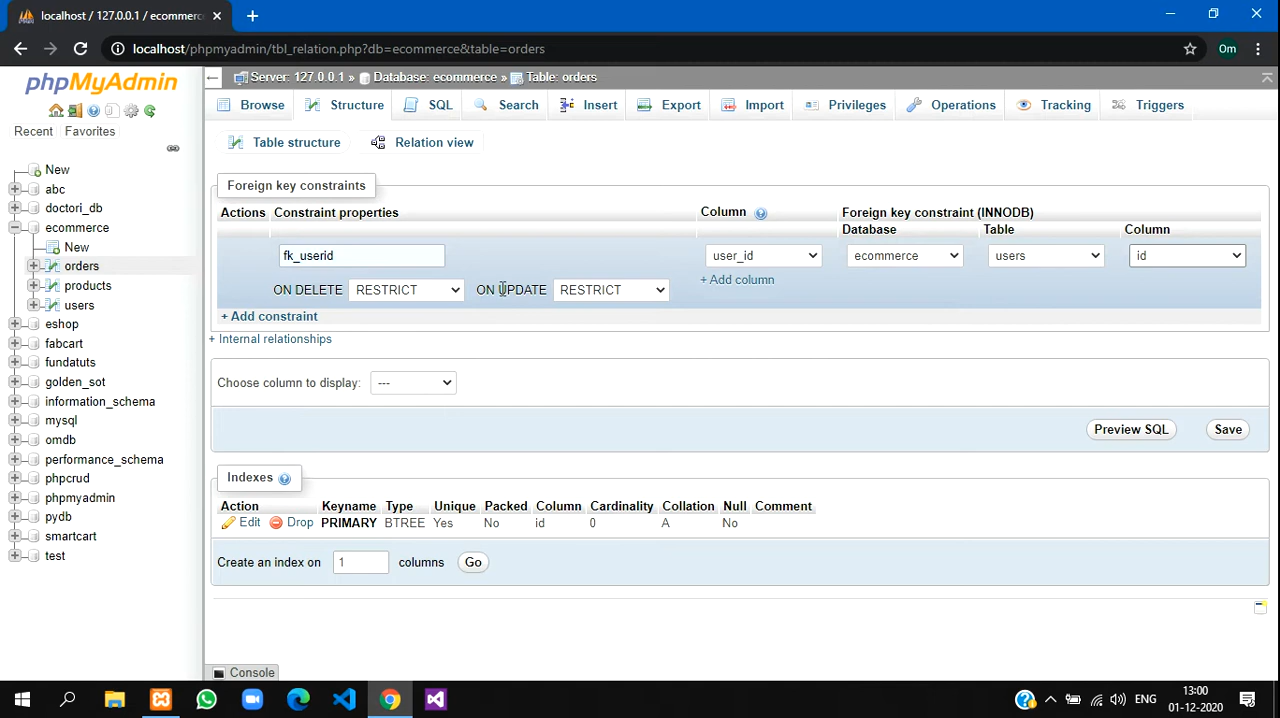 localhost / 127.0.0.1 / ecommerce
localhost/phpmyadmin/tbl_relation.php?db=ecommerce&table=orders
Om
phpMyAdmin
Recent Favorites
New
abc
doctori_db
ecommerce
New
orders
products
users
eshop
fabcart
fundatuts
golden_sot
information_schema
mysql
omdb
performance_schema
phpcrud
phpmyadmin
pydb
smartcart
test
Server: 127.0.0.1 » Database: ecommerce » Table: orders
Browse Structure SQL Search Insert Export Import Privileges Operations Tracking Triggers
Table structure Relation view
Foreign key constraints
Actions Constraint properties Column Foreign key constraint (INNODB)
Database Table Column
fk_userid user_id ecommerce users id
+ Add column
ON DELETE RESTRICT ON UPDATE RESTRICT
+ Add constraint
+ Internal relationships
Choose column to display: ---
Preview SQL Save
Indexes
Action Keyname Type Unique Packed Column Cardinality Collation Null Comment
Edit Drop PRIMARY BTREE Yes No id 0 A No
Create an index on 1 columns Go
Console
ENG
13:00
01-12-2020